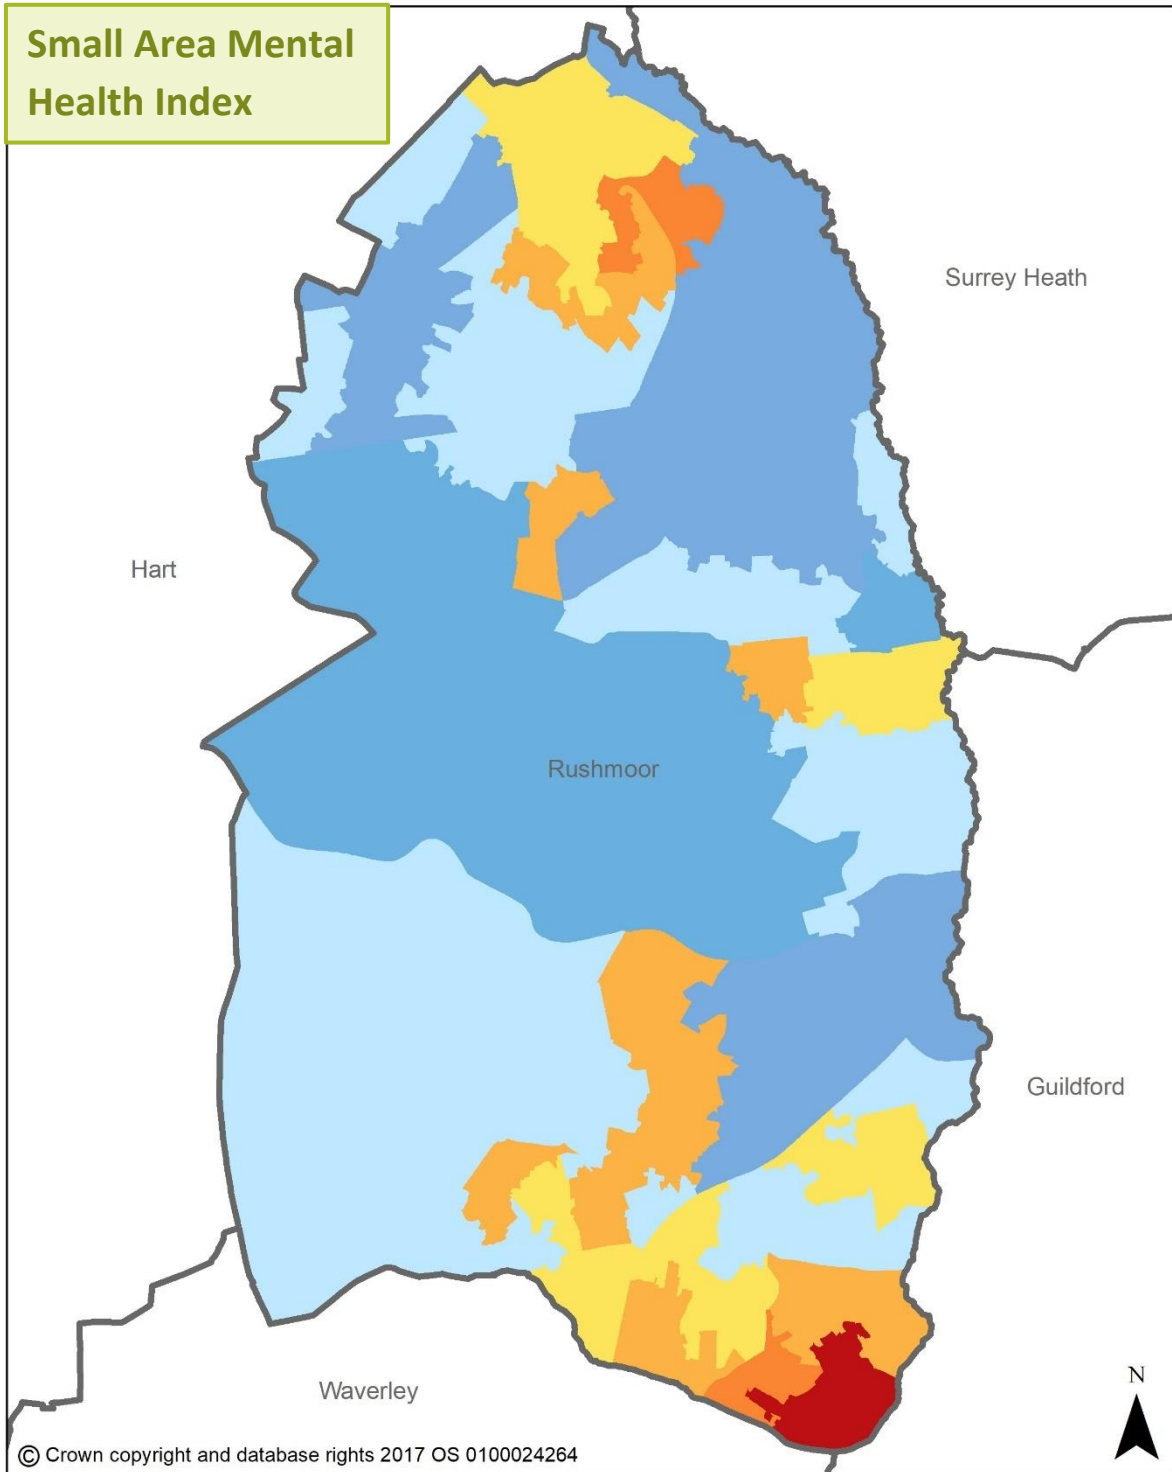 Small Area Mental
Health Index
Surrey Heath
Hart
Rushmoor
Guildford
Waverley
N
© Crown copyright and database rights 2017 OS 0100024264